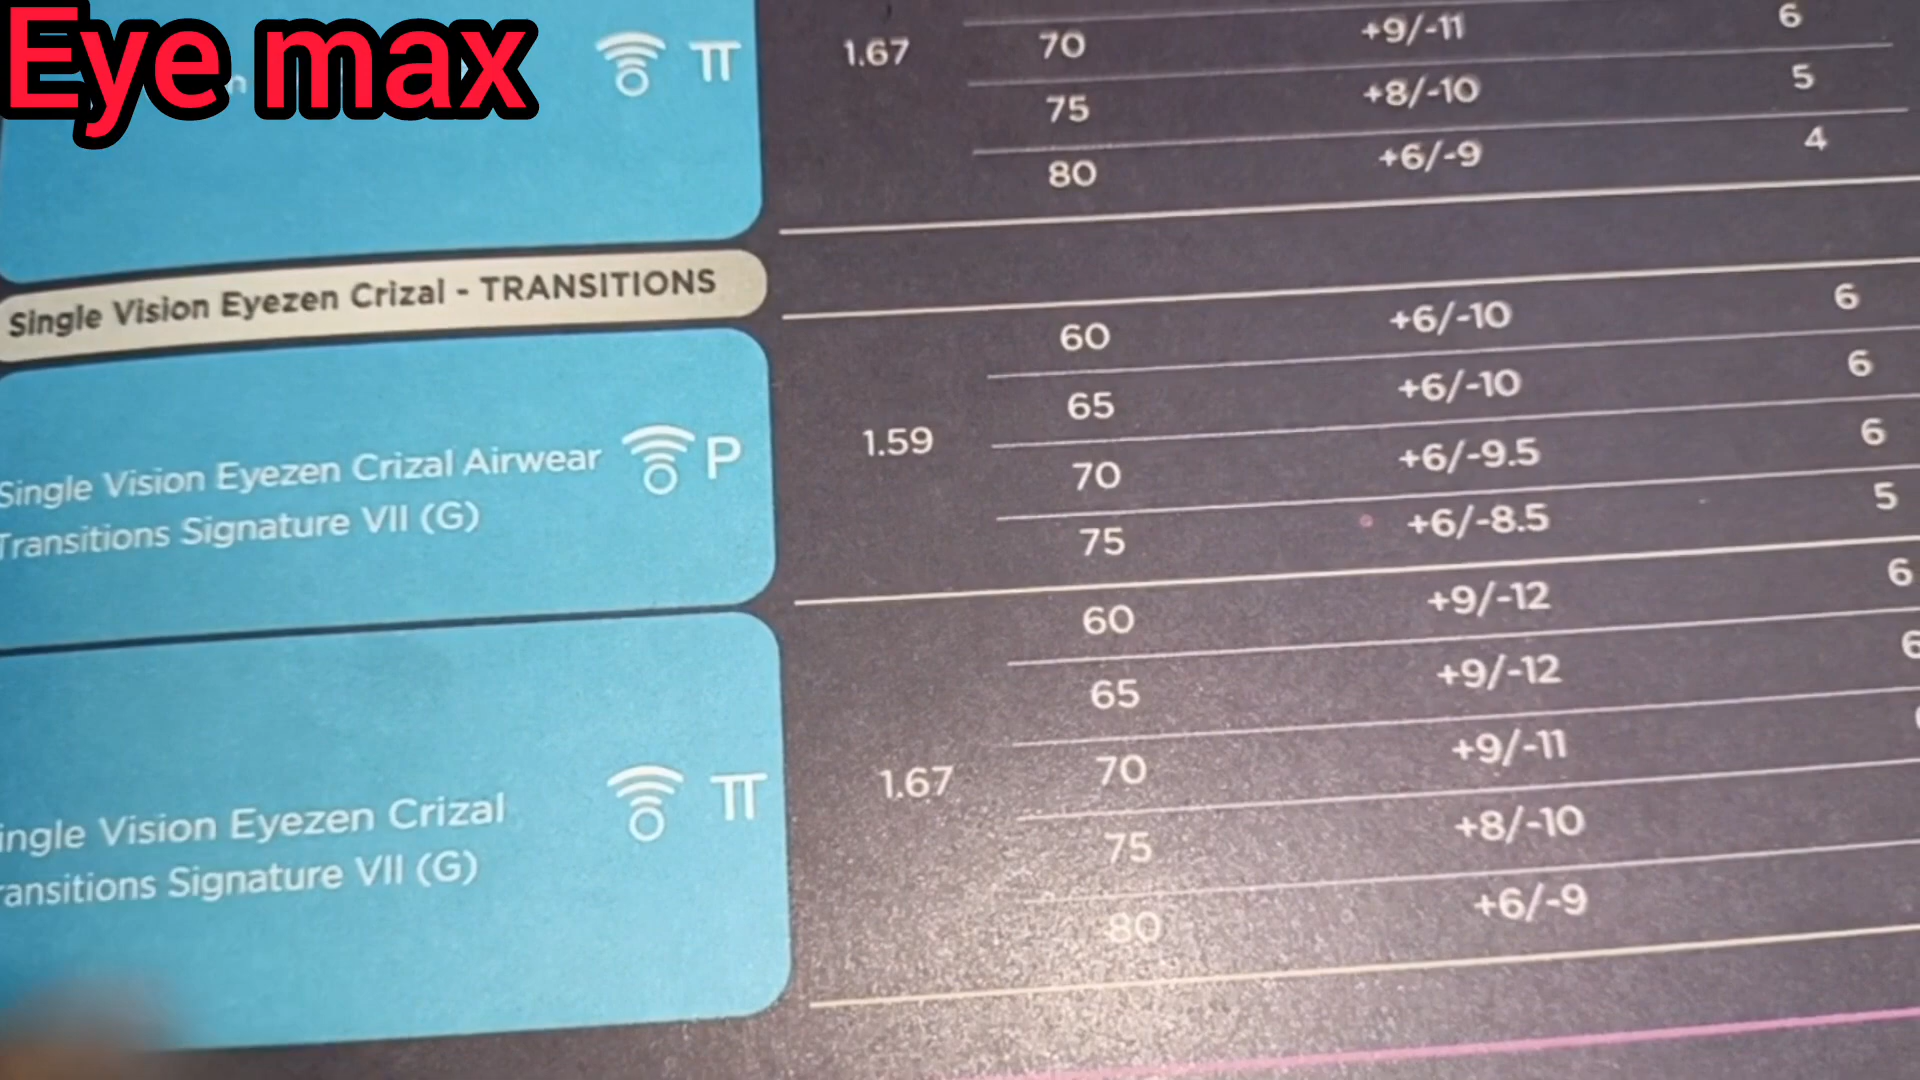 Eye max
π 1.67 70 +9/-11 6
75 +8/-10 5
80 +6/-9 4
Single Vision Eyezen Crizal - TRANSITIONS
60 +6/-10 6
65 +6/-10 6
Single Vision Eyezen Crizal Airwear P 1.59
Transitions Signature VII (G)
70 +6/-9.5 6
75 +6/-8.5 5
60 +9/-12 6
65 +9/-12 6
ingle Vision Eyezen Crizal π 1.67
ransitions Signature VII (G)
70 +9/-11
75 +8/-10
80 +6/-9